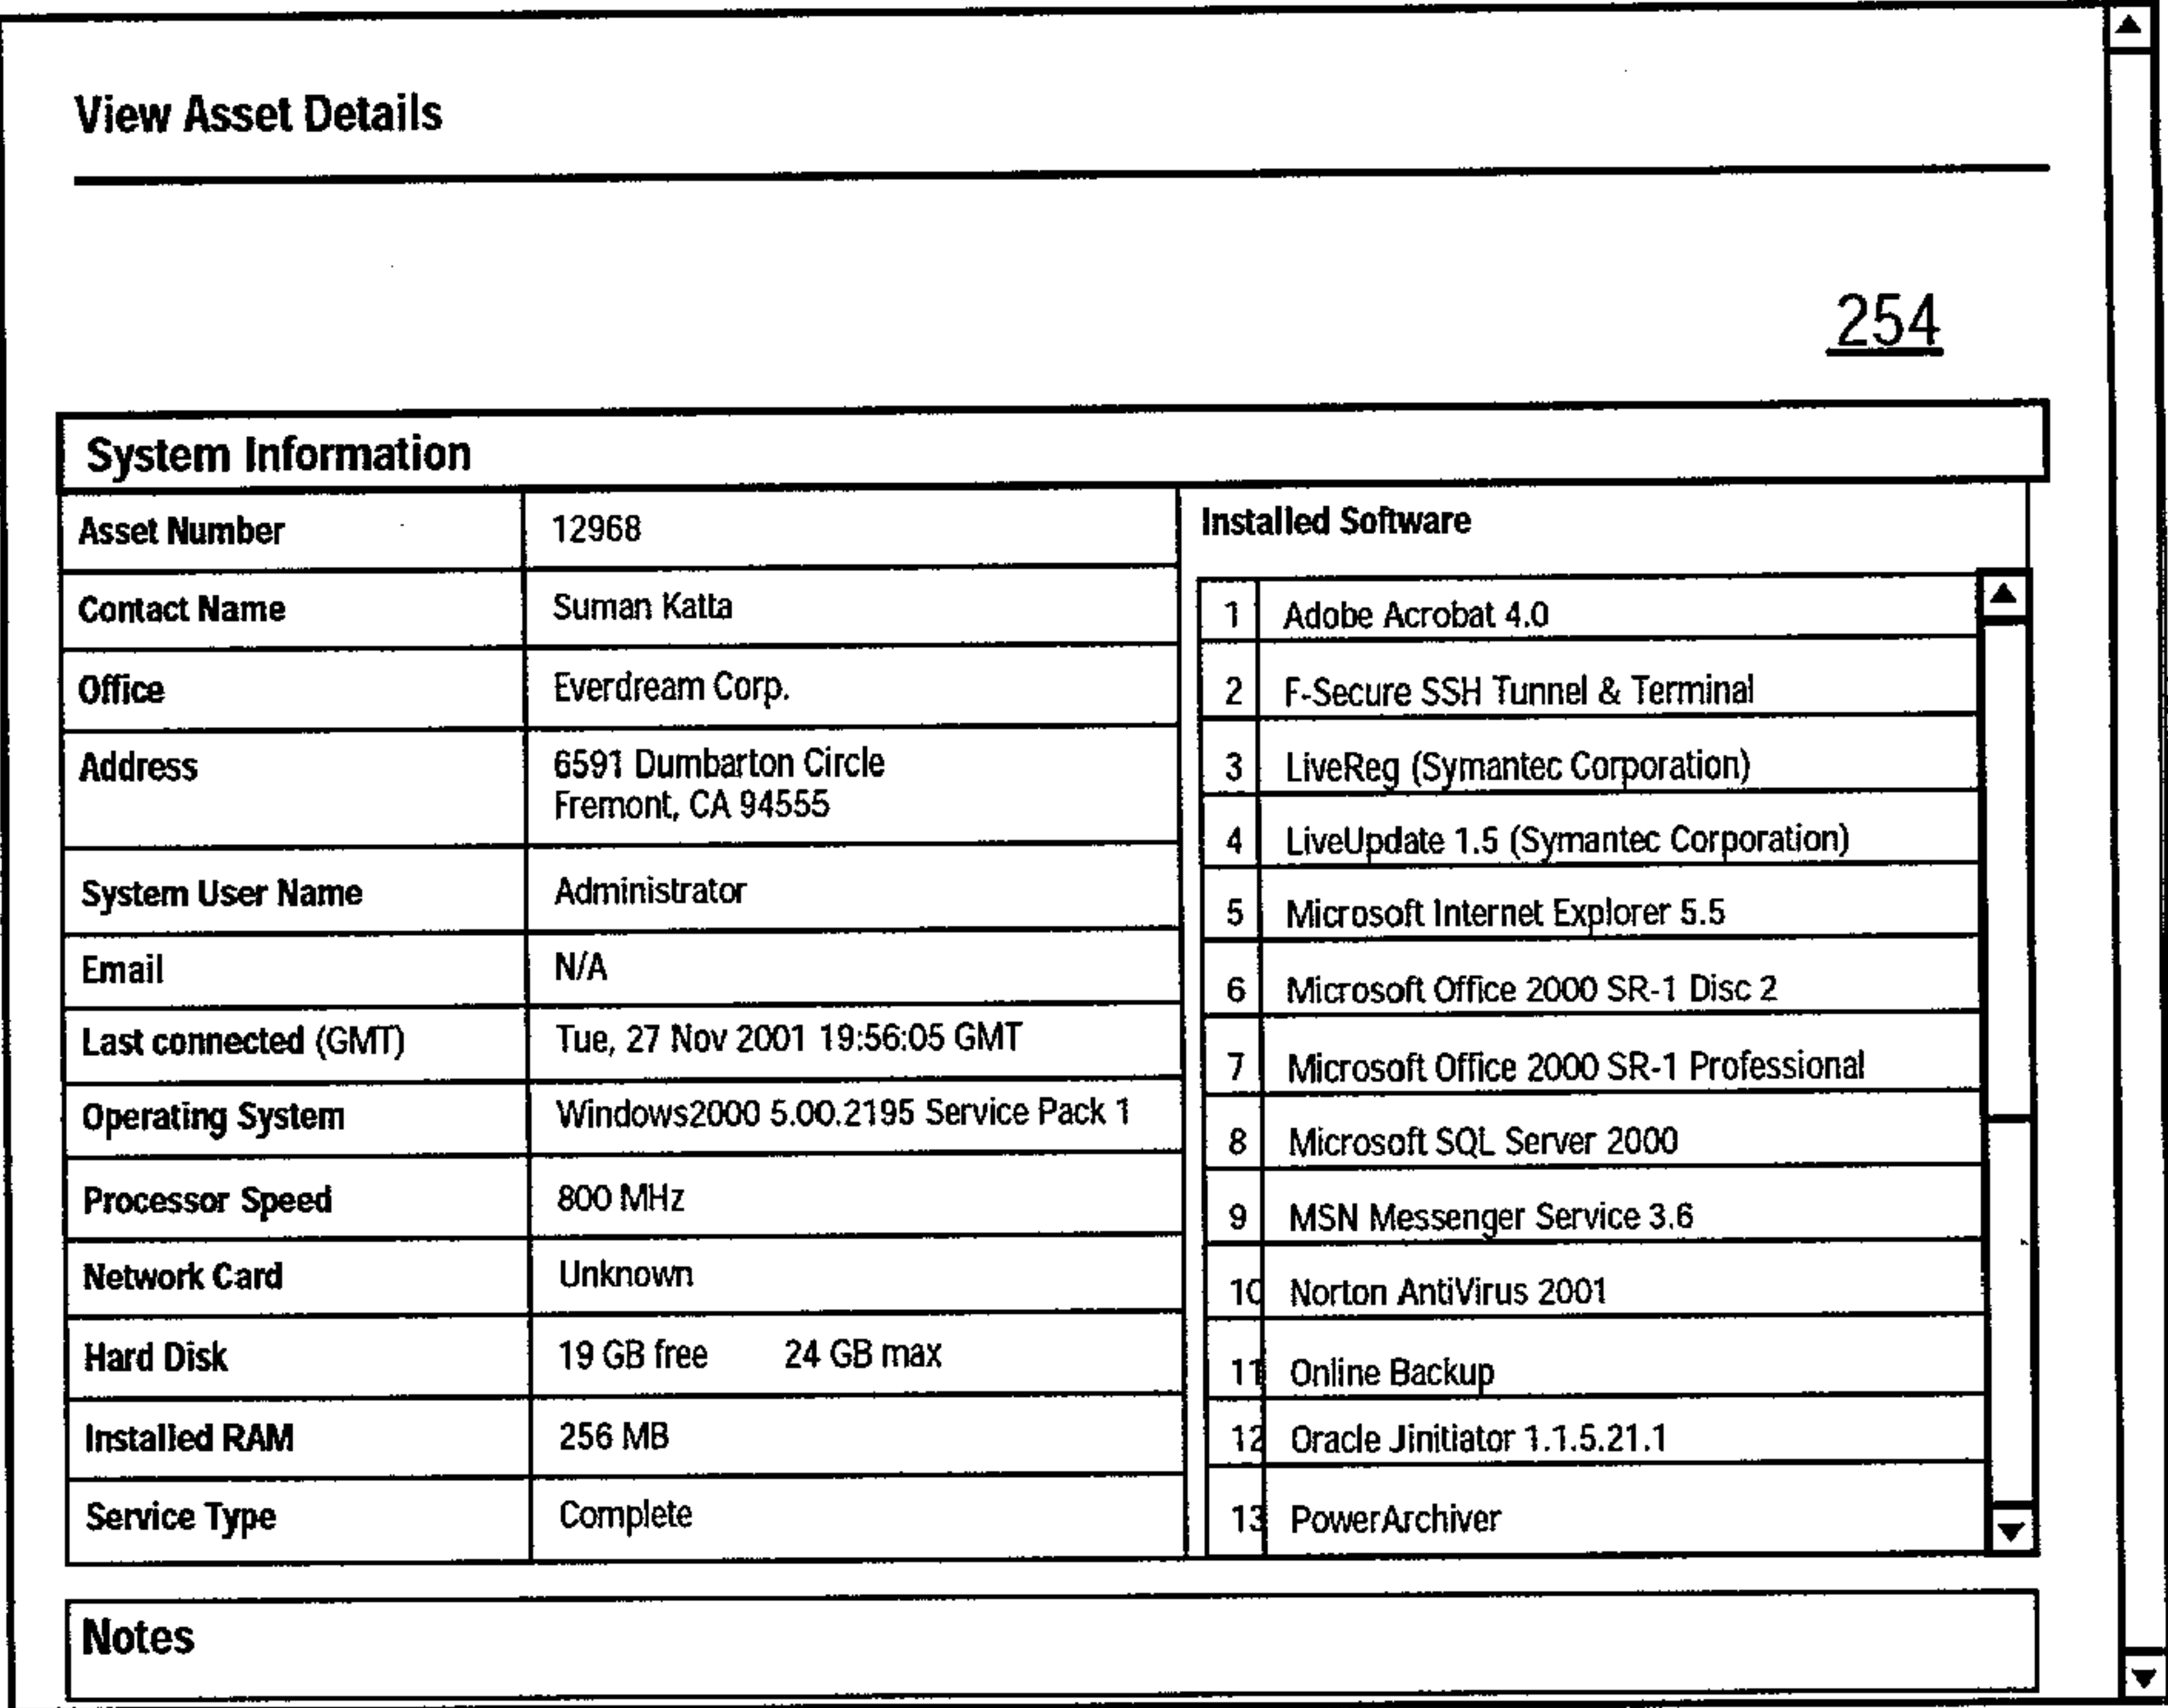 View Asset Details
254
System Information
Asset Number 12968
Contact Name Suman Katta
Office Everdream Corp.
Address 6591 Dumbarton Circle
Fremont, CA 94555
System User Name Administrator
Email N/A
Last connected (GMT) Tue, 27 Nov 2001 19:56:05 GMT
Operating System Windows2000 5.00.2195 Service Pack 1
Processor Speed 800 MHz
Network Card Unknown
Hard Disk 19 GB free 24 GB max
Installed RAM 256 MB
Service Type Complete
Installed Software
1 Adobe Acrobat 4.0
2 F-Secure SSH Tunnel & Terminal
3 LiveReg (Symantec Corporation)
4 LiveUpdate 1.5 (Symantec Corporation)
5 Microsoft Internet Explorer 5.5
6 Microsoft Office 2000 SR-1 Disc 2
7 Microsoft Office 2000 SR-1 Professional
8 Microsoft SQL Server 2000
9 MSN Messenger Service 3.6
10 Norton AntiVirus 2001
11 Online Backup
12 Oracle Jinitiator 1.1.5.21.1
13 PowerArchiver
Notes